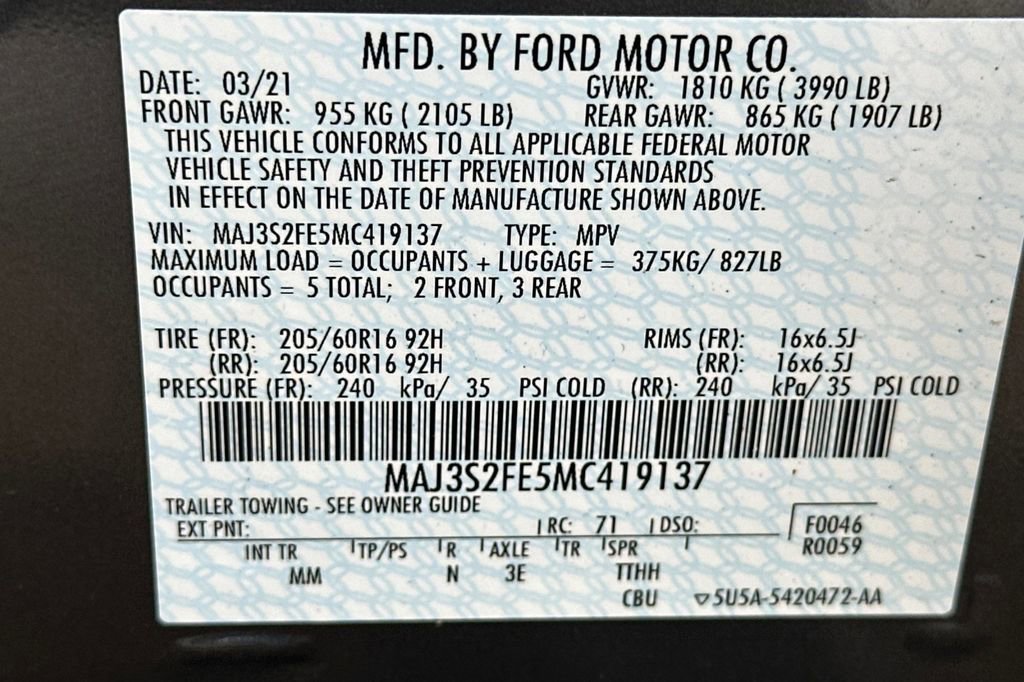 MFD. BY FORD MOTOR CO.
DATE: 03/21 GVWR: 1810 KG ( 3990 LB)
FRONT GAWR: 955 KG ( 2105 LB) REAR GAWR: 865 KG ( 1907 LB)
THIS VEHICLE CONFORMS TO ALL APPLICABLE FEDERAL MOTOR
VEHICLE SAFETY AND THEFT PREVENTION STANDARDS
IN EFFECT ON THE DATE OF MANUFACTURE SHOWN ABOVE.
VIN: MAJ3S2FE5MC419137 TYPE: MPV
MAXIMUM LOAD = OCCUPANTS + LUGGAGE = 375KG/ 827LB
OCCUPANTS = 5 TOTAL; 2 FRONT, 3 REAR
TIRE (FR): 205/60R16 92H RIMS (FR): 16x6.5J
(RR): 205/60R16 92H (RR): 16x6.5J
PRESSURE (FR): 240 kPa/ 35 PSI COLD (RR): 240 kPa/ 35 PSI COLD
MAJ3S2FE5MC419137
TRAILER TOWING - SEE OWNER GUIDE
EXT PNT: RC: 71 DSO: F0046
INT TR TP/PS R AXLE TR SPR R0059
MM N 3E TTHH
CBU ▽5U5A-5420472-AA